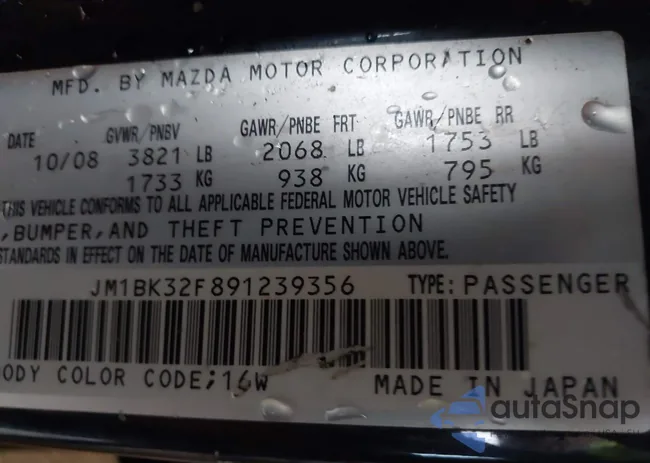 MFD. BY MAZDA MOTOR CORPORATION
DATE GVWR/PNBV GAWR/PNBE FRT GAWR/PNBE RR
10/08 3821 LB 2068 LB 1753 LB
1733 KG 938 KG 795 KG
THIS VEHICLE CONFORMS TO ALL APPLICABLE FEDERAL MOTOR VEHICLE SAFETY
,BUMPER,AND THEFT PREVENTION
STANDARDS IN EFFECT ON THE DATE OF MANUFACTURE SHOWN ABOVE.
JM1BK32F891239356 TYPE:PASSENGER
ODY COLOR CODE;16W MADE IN JAPAN
autoSnap